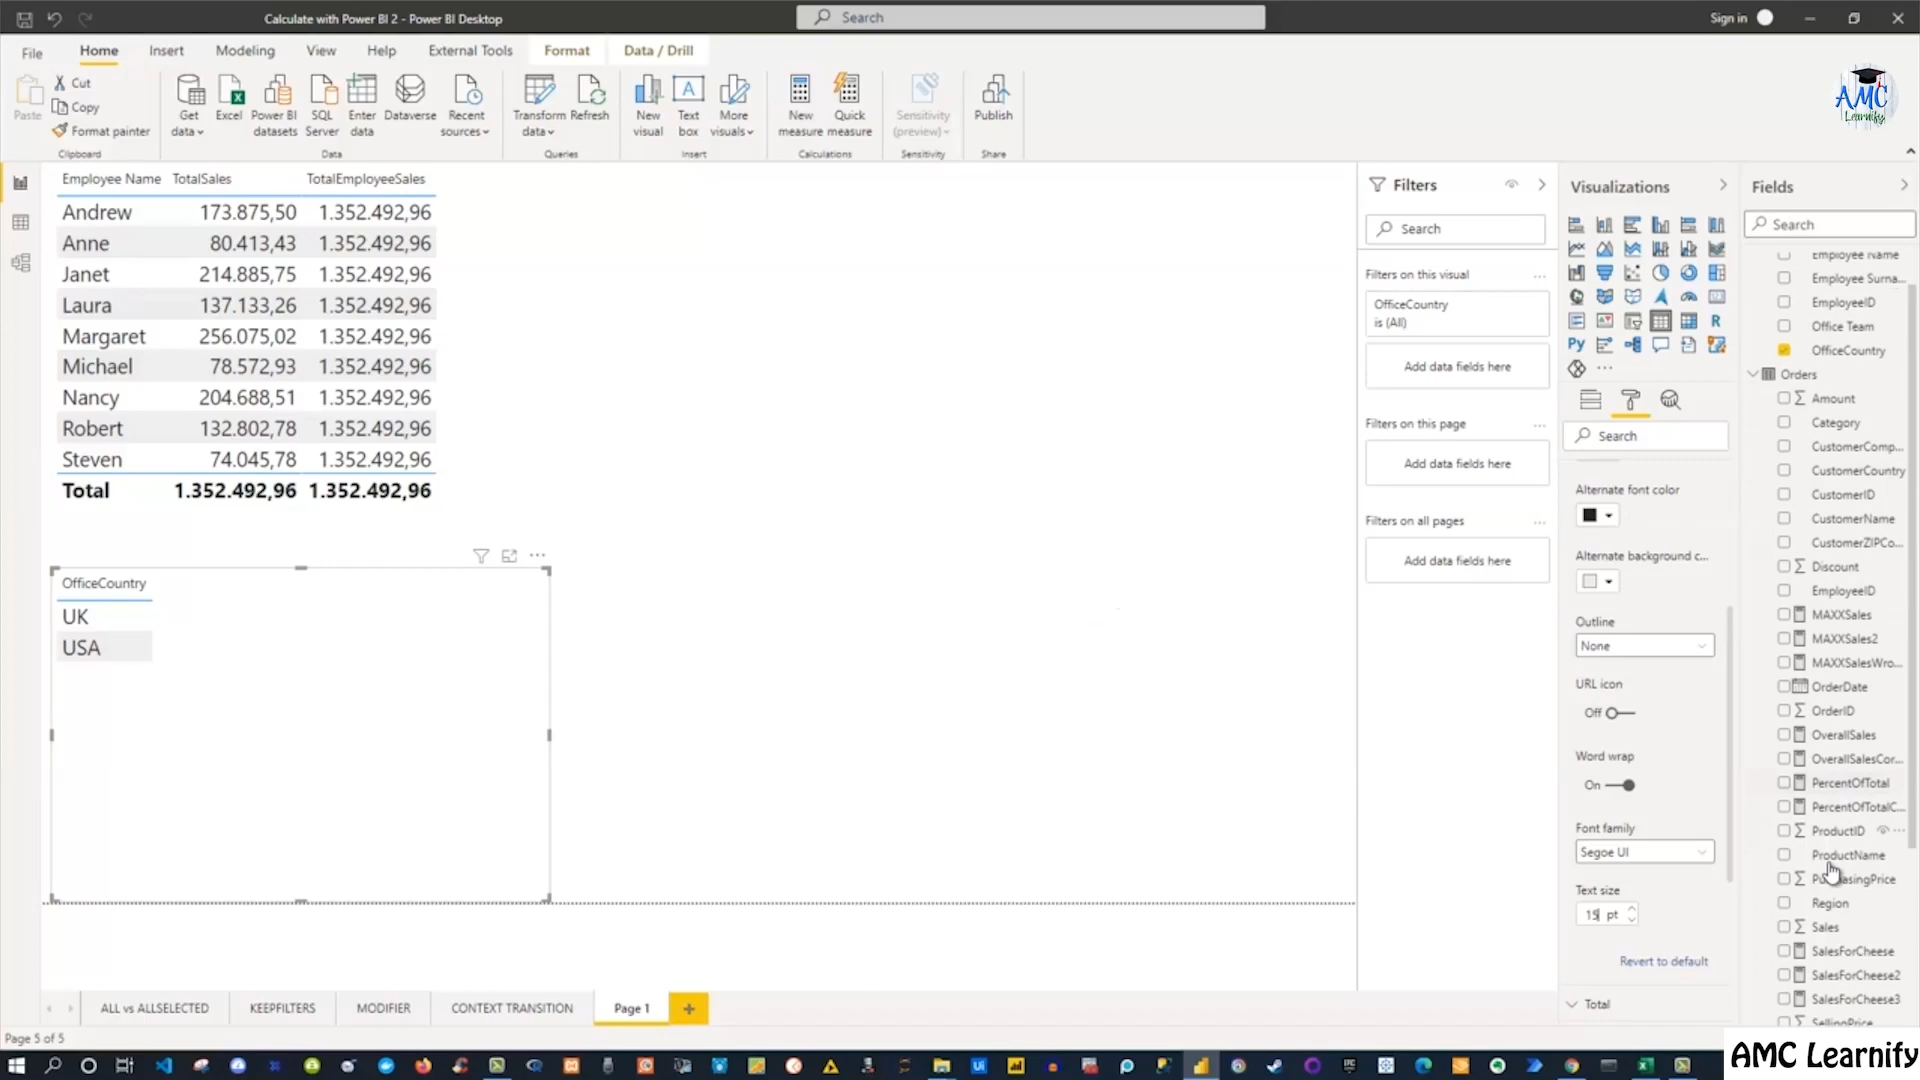 Calculate with Power BI 2 - Power BI Desktop
Search
Sign in
File
Home
Insert
Modeling
View
Help
External Tools
Format
Data / Drill
Paste
Cut
Copy
Format painter
Clipboard
Get data
Excel
Power BI datasets
SQL Server
Enter data
Dataverse
Recent sources
Data
Transform data
Refresh
Queries
New visual
Text box
More visuals
Insert
New measure
Quick measure
Calculations
Sensitivity (preview)
Sensitivity
Publish
Share
AMC
Learnify
Employee Name TotalSales TotalEmployeeSales
Andrew 173.875,50 1.352.492,96
Anne 80.413,43 1.352.492,96
Janet 214.885,75 1.352.492,96
Laura 137.133,26 1.352.492,96
Margaret 256.075,02 1.352.492,96
Michael 78.572,93 1.352.492,96
Nancy 204.688,51 1.352.492,96
Robert 132.802,78 1.352.492,96
Steven 74.045,78 1.352.492,96
Total 1.352.492,96 1.352.492,96
OfficeCountry
UK
USA
Filters
Search
Filters on this visual
OfficeCountry
is (All)
Add data fields here
Filters on this page
Add data fields here
Filters on all pages
Add data fields here
Visualizations
R
Py
Search
Alternate font color
Alternate background c...
Outline
None
URL icon
Off
Word wrap
On
Font family
Segoe UI
Text size
15 pt
Revert to default
Total
Fields
Search
Employee Name
Employee Surna...
EmployeeID
Office Team
OfficeCountry
Orders
Amount
Category
CustomerComp...
CustomerCountry
CustomerID
CustomerName
CustomerZIPCo...
Discount
EmployeeID
MAXXSales
MAXXSales2
MAXXSalesWro...
OrderDate
OrderID
OverallSales
OverallSalesCor...
PercentOfTotal
PercentOfTotalC...
ProductID
ProductName
PurchasingPrice
Region
Sales
SalesForCheese
SalesForCheese2
SalesForCheese3
SellingPrice
ALL vs ALLSELECTED
KEEPFILTERS
MODIFIER
CONTEXT TRANSITION
Page 1
Page 5 of 5
AMC Learnify